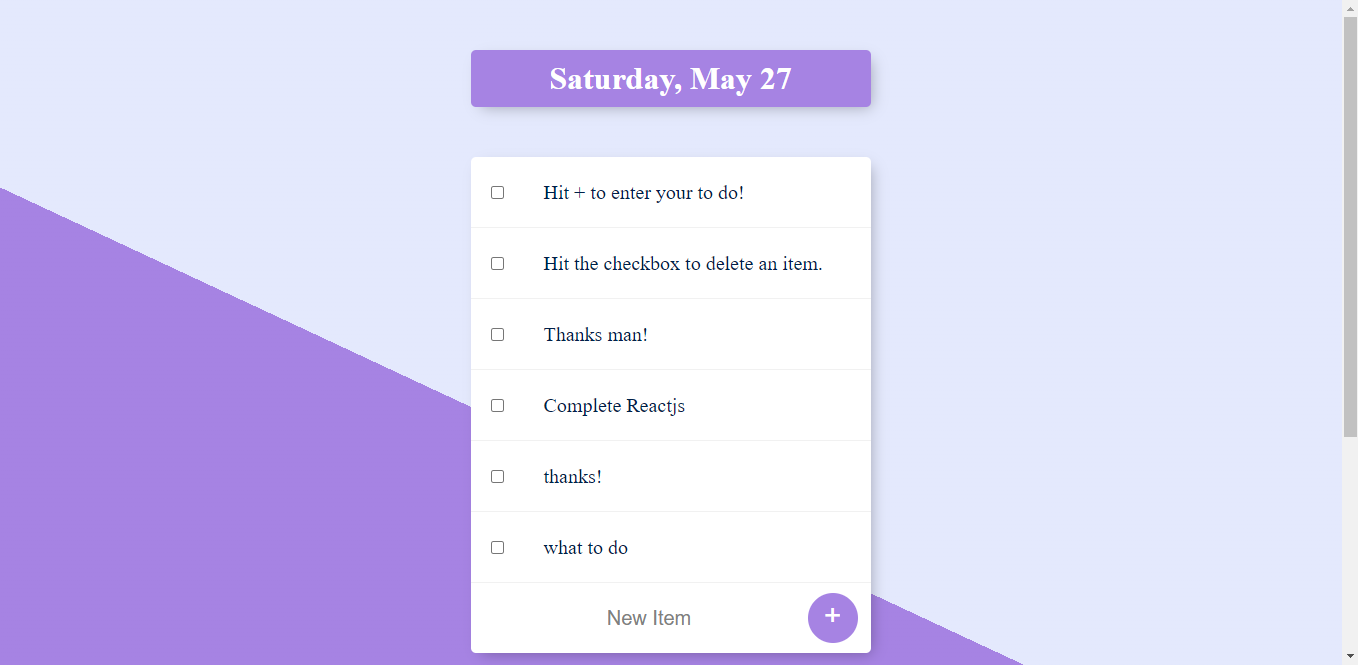 Saturday, May 27
Hit + to enter your to do!
Hit the checkbox to delete an item.
Thanks man!
Complete Reactjs
thanks!
what to do
New Item +